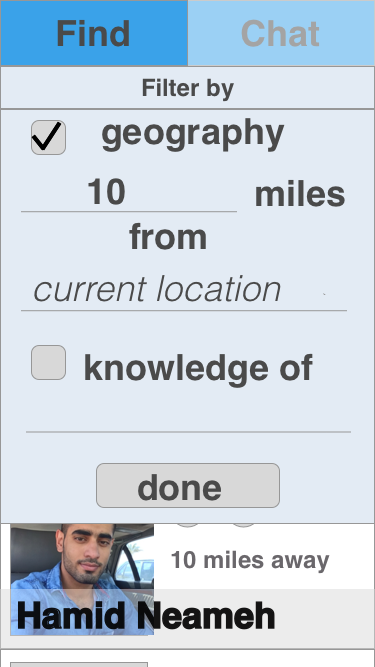 Find Chat
Filter by
geography
10 miles
from
current location
knowledge of
done
10 miles away
Hamid Neameh